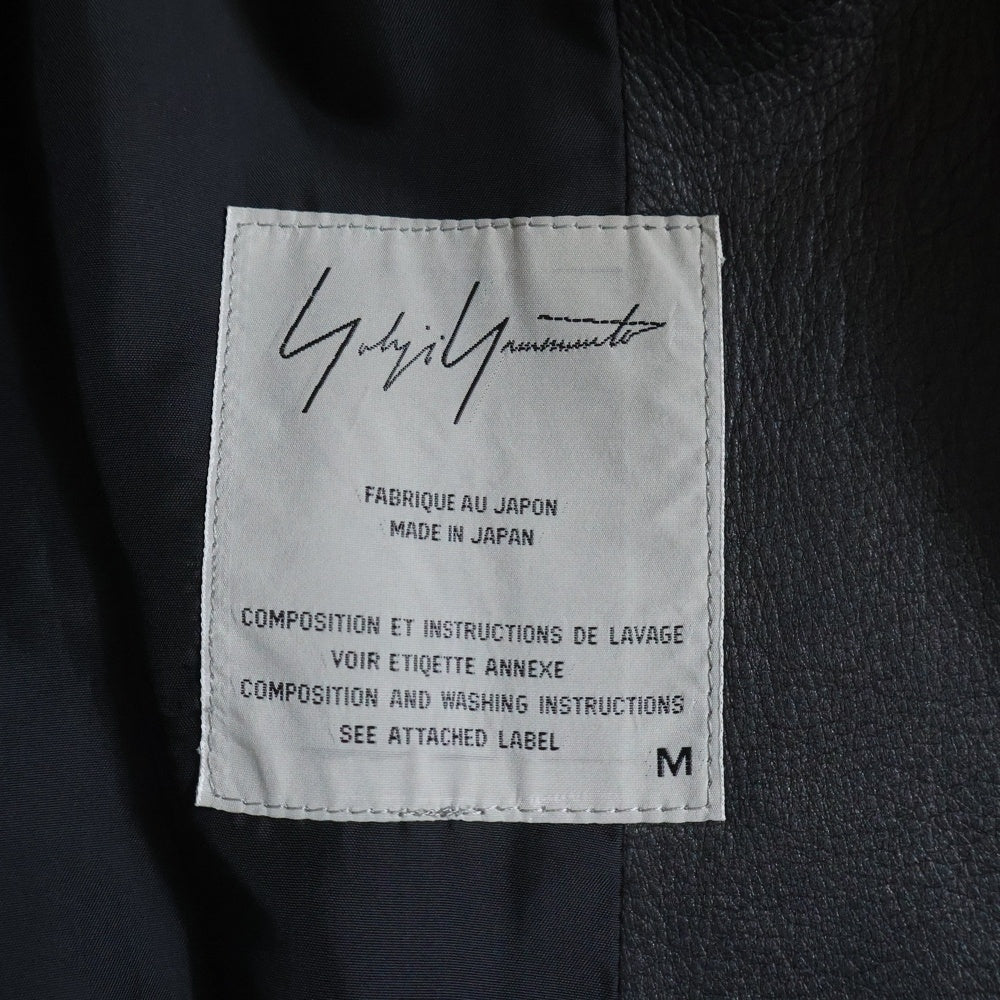 Yohji Yamamoto
FABRIQUE AU JAPON
MADE IN JAPAN
COMPOSITION ET INSTRUCTIONS DE LAVAGE
VOIR ETIQETTE ANNEXE
COMPOSITION AND WASHING INSTRUCTIONS
SEE ATTACHED LABEL
M